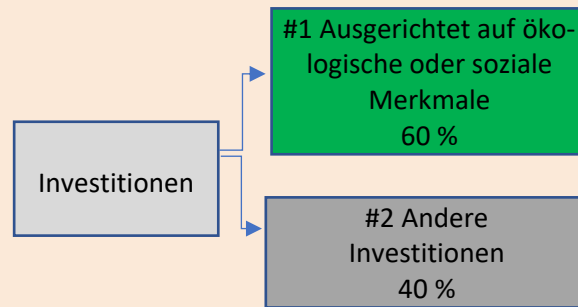 #1 Ausgerichtet auf öko-
logische oder soziale
Merkmale
60 %
Investitionen
#2 Andere
Investitionen
40 %